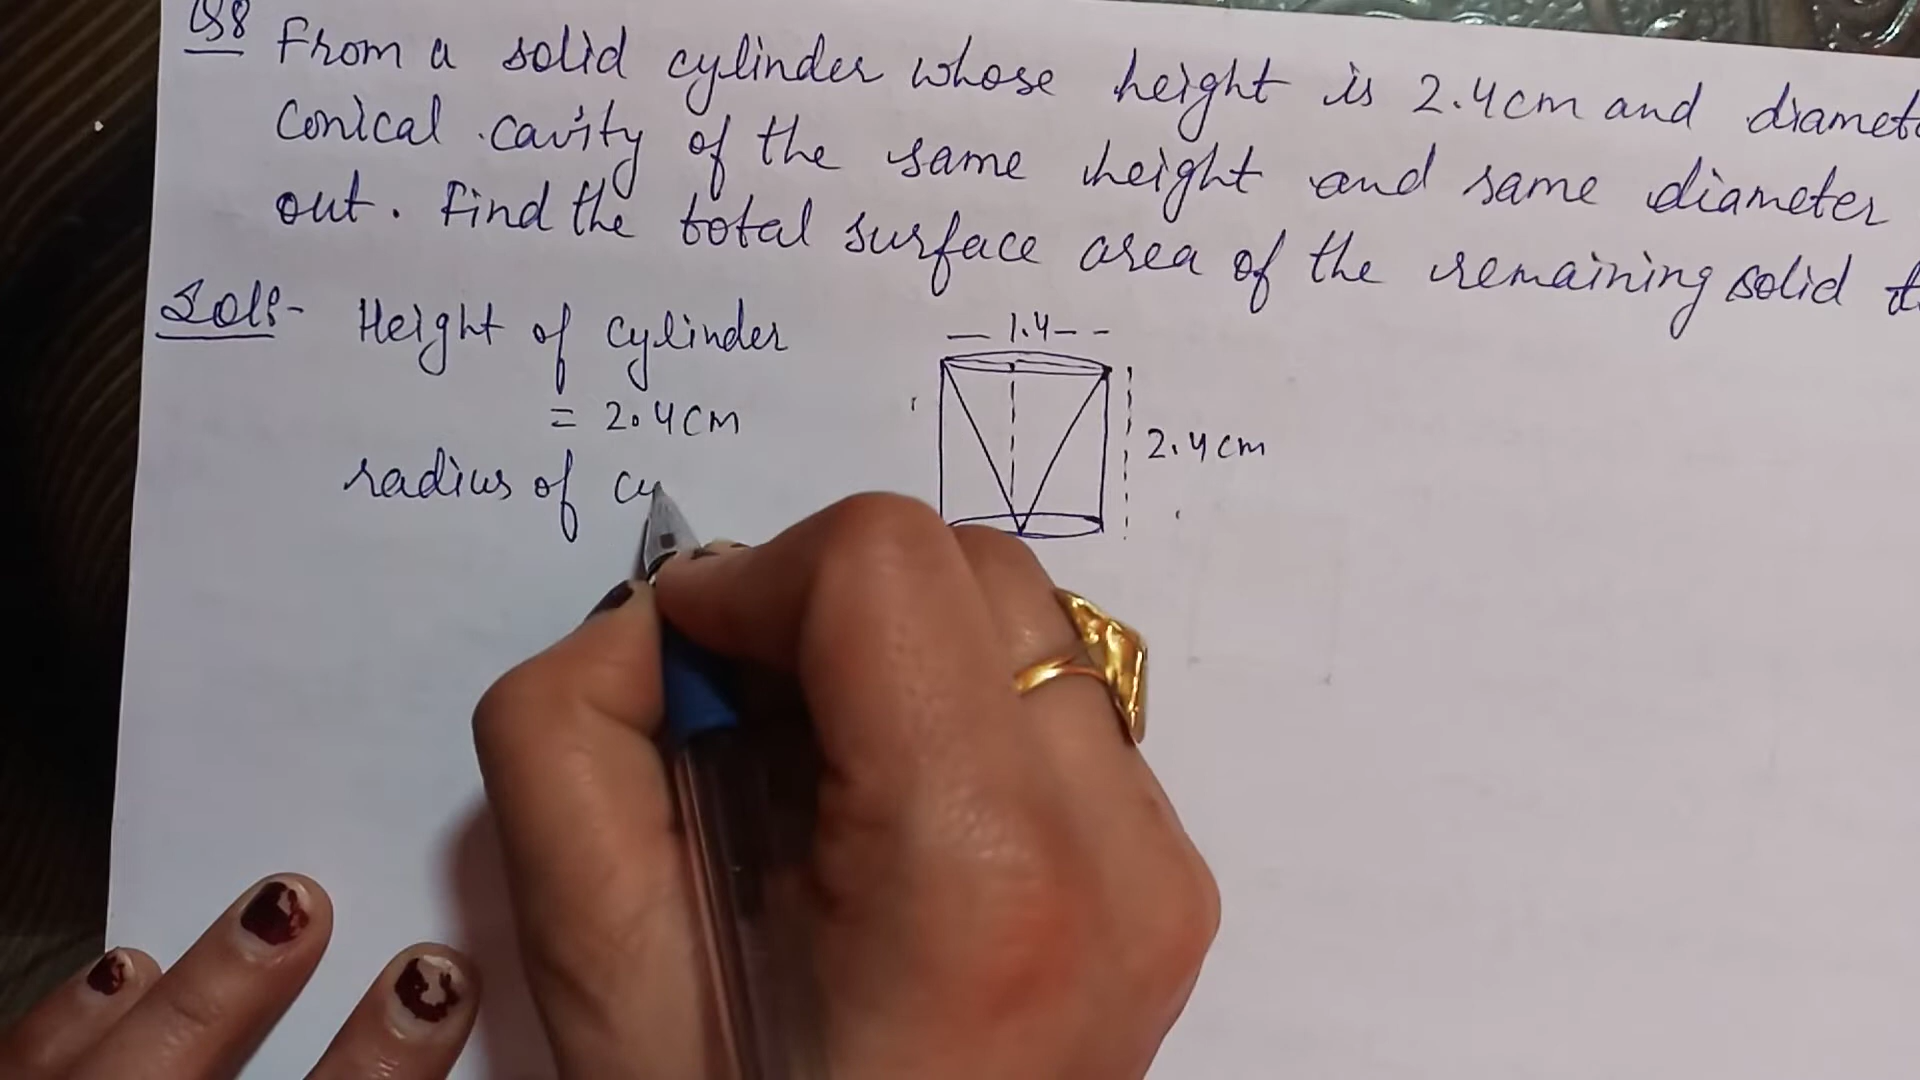 Q8 From a solid cylinder whose height is 2.4cm and
conical cavity of the same height and same diameter
out. Find the total surface area of the remaining solid
Sol:- Height of cylinder
= 2.4cm
radius of cy
- 1.4 - -
2.4cm